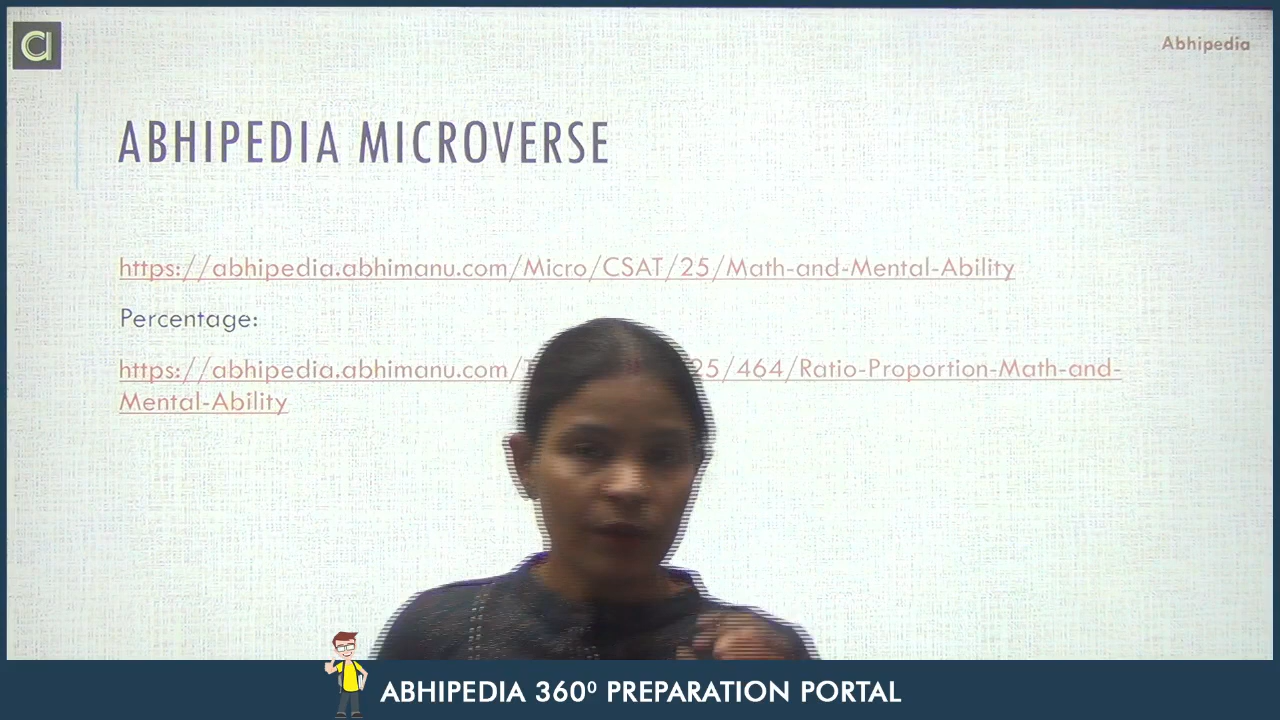 Abhipedia
ABHIPEDIA MICROVERSE
https://abhipedia.abhimanu.com/Micro/CSAT/25/Math-and-Mental-Ability
Percentage:
https://abhipedia.abhimanu.com/ 25/464/Ratio-Proportion-Math-and-
Mental-Ability
ABHIPEDIA 360⁰ PREPARATION PORTAL